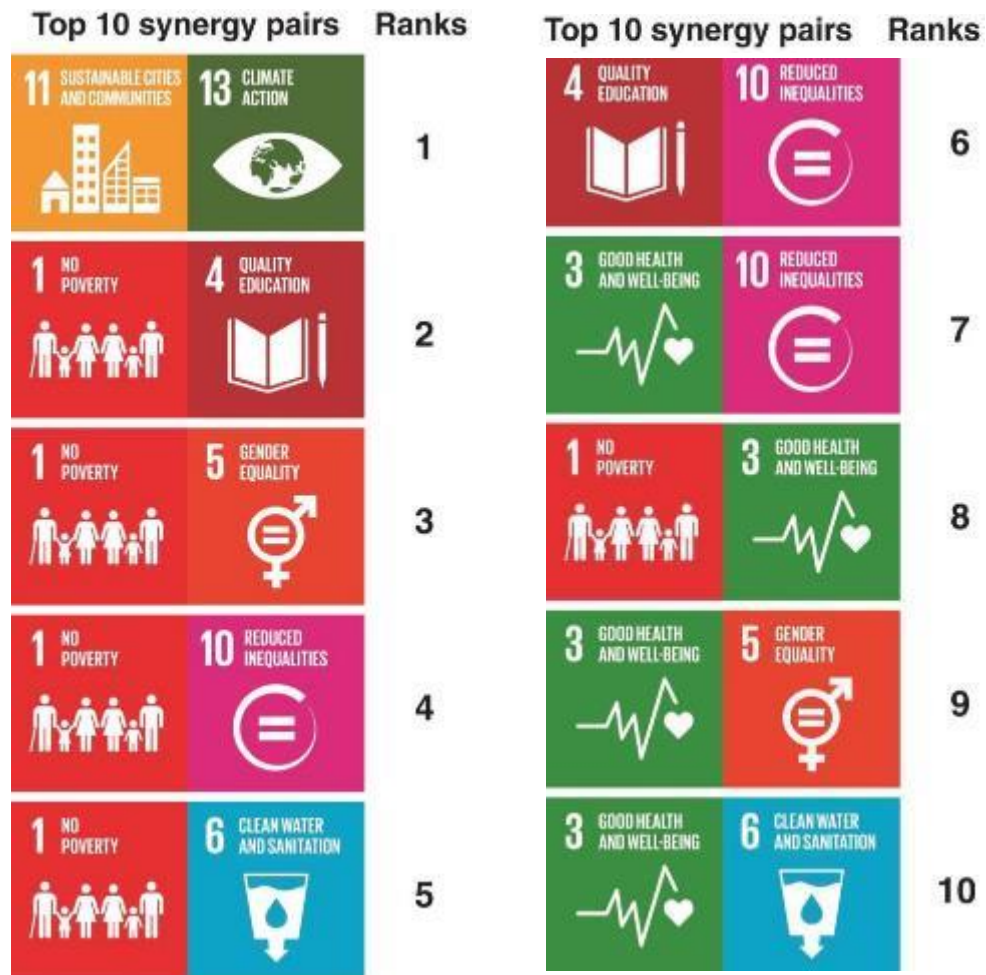 Top 10 synergy pairs Ranks
11 SUSTAINABLE CITIES
AND COMMUNITIES
13 CLIMATE
ACTION
1
1 NO
POVERTY
4 QUALITY
EDUCATION
2
1 NO
POVERTY
5 GENDER
EQUALITY
3
1 NO
POVERTY
10 REDUCED
INEQUALITIES
4
1 NO
POVERTY
6 CLEAN WATER
AND SANITATION
5
Top 10 synergy pairs Ranks
4 QUALITY
EDUCATION
10 REDUCED
INEQUALITIES
6
3 GOOD HEALTH
AND WELL-BEING
10 REDUCED
INEQUALITIES
7
1 NO
POVERTY
3 GOOD HEALTH
AND WELL-BEING
8
3 GOOD HEALTH
AND WELL-BEING
5 GENDER
EQUALITY
9
3 GOOD HEALTH
AND WELL-BEING
6 CLEAN WATER
AND SANITATION
10